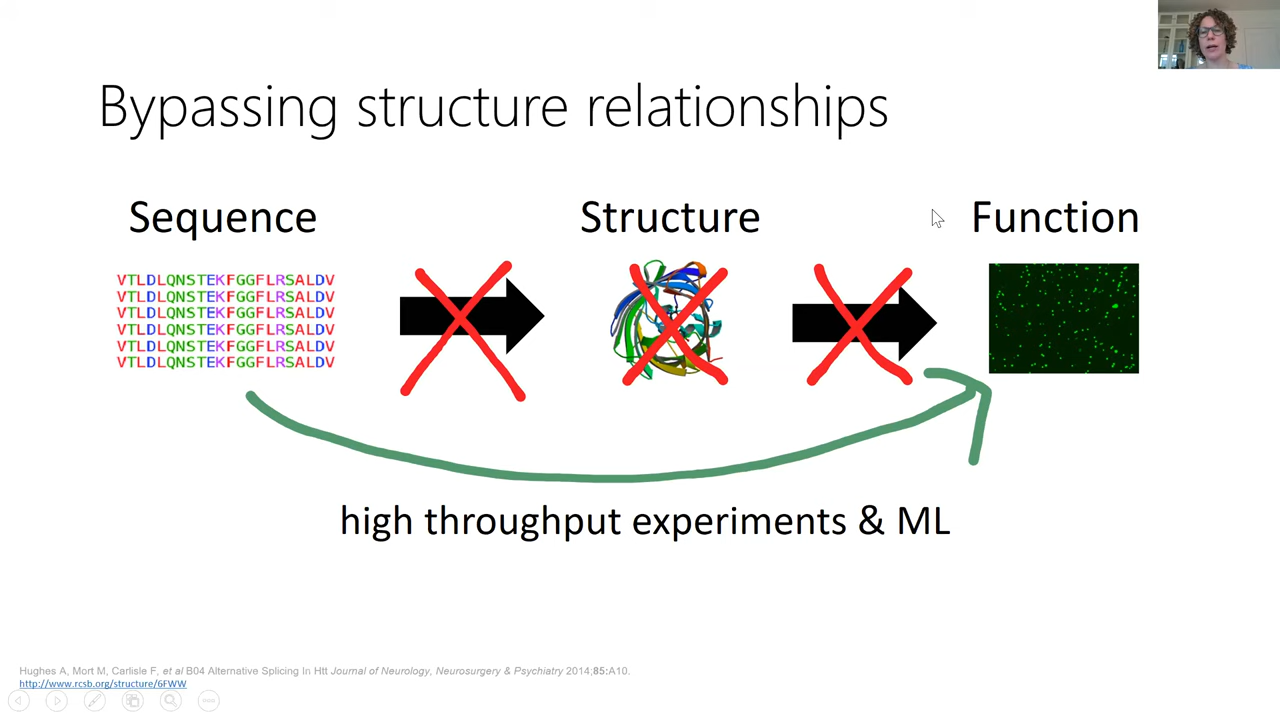 Bypassing structure relationships
Sequence
Structure
Function
VTLDLQNSTEKFGGFLRSALDV
VTLDLQNSTEKFGGFLRSALDV
VTLDLQNSTEKFGGFLRSALDV
VTLDLQNSTEKFGGFLRSALDV
VTLDLQNSTEKFGGFLRSALDV
VTLDLQNSTEKFGGFLRSALDV
high throughput experiments & ML
Hughes A, Mort M, Carlisle F, et al B04 Alternative Splicing In Htt Journal of Neurology, Neurosurgery & Psychiatry 2014;85:A10.
http://www.rcsb.org/structure/6FWW